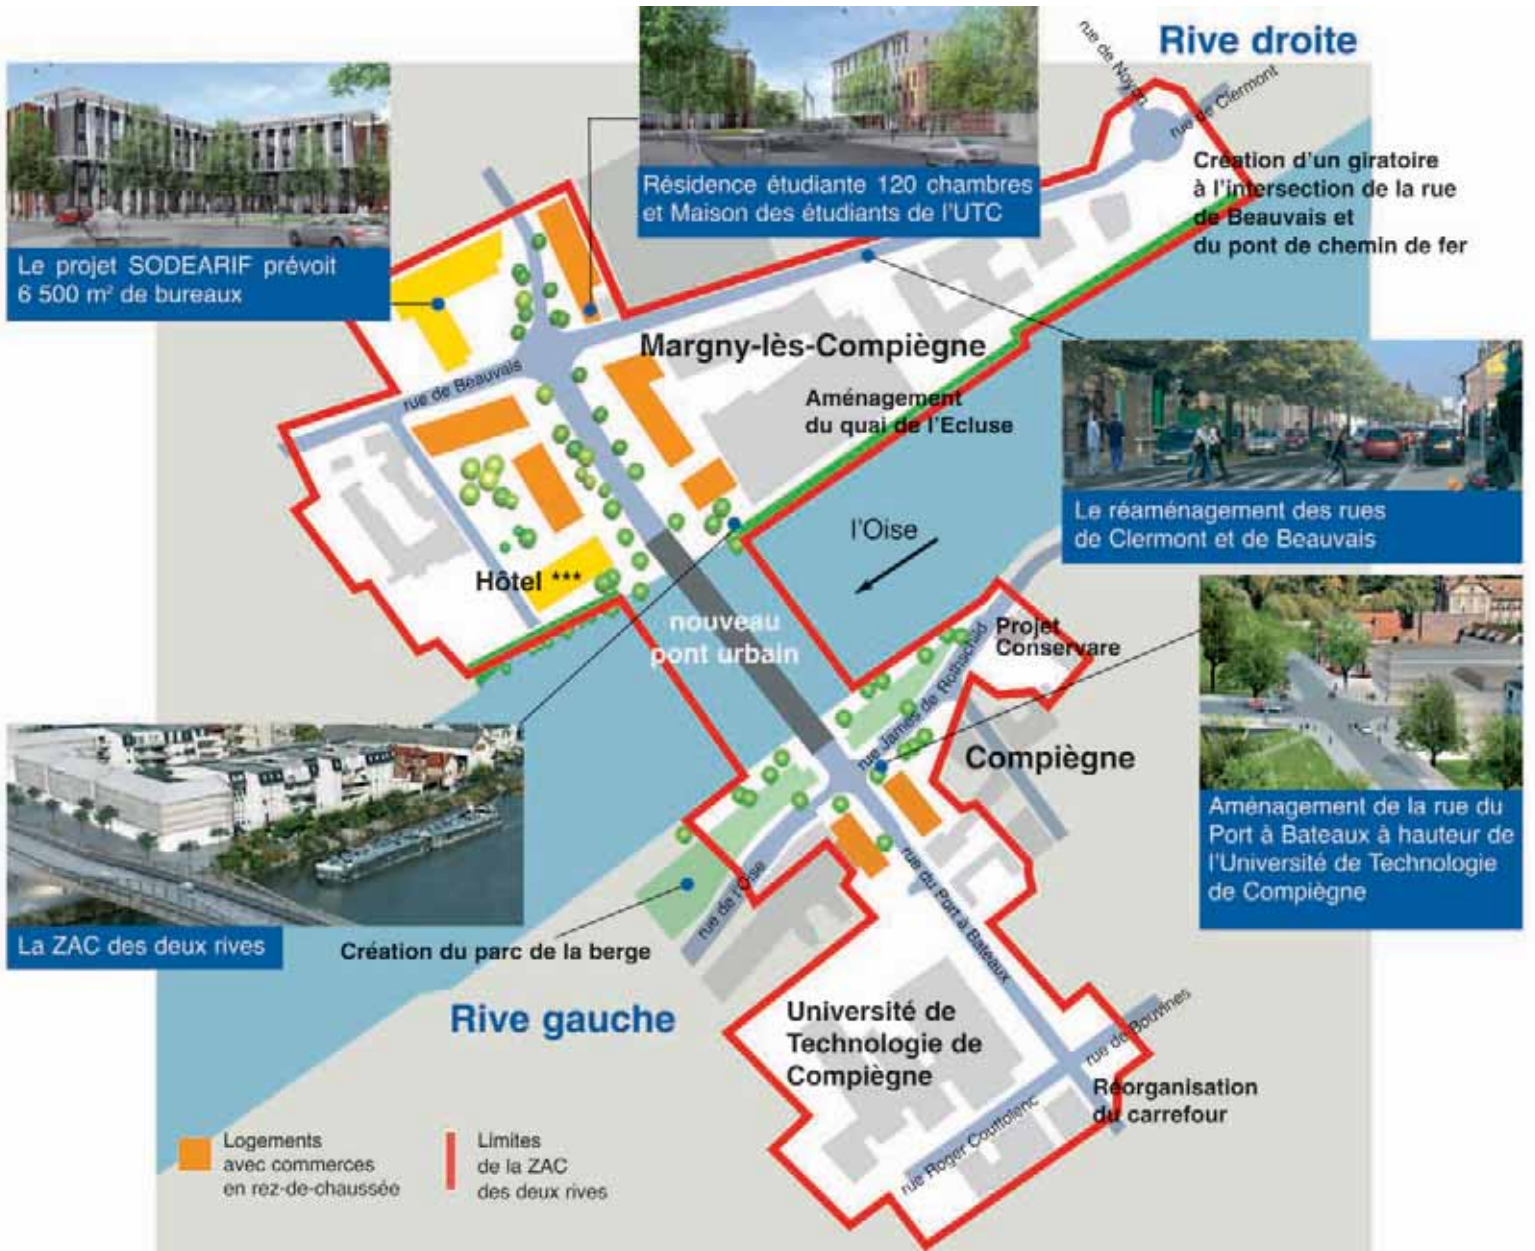 Rive droite
rue de Noyon
rue de Clermont
Création d'un giratoire
à l'intersection de la rue
de Beauvais et
du pont de chemin de fer
Résidence étudiante 120 chambres
et Maison des étudiants de l'UTC
Le projet SODEARIF prévoit
6 500 m² de bureaux
Margny-lès-Compiègne
rue de Beauvais
Aménagement
du quai de l'Ecluse
Le réaménagement des rues
de Clermont et de Beauvais
l'Oise
Hôtel ***
nouveau
pont urbain
Projet
Conservare
rue James de Rothschild
Compiègne
Aménagement de la rue du
Port à Bateaux à hauteur de
l'Université de Technologie
de Compiègne
La ZAC des deux rives
Création du parc de la berge
rue de l'Oise
rue du Port à Bateaux
Rive gauche
Université de
Technologie de
Compiègne
rue de Bouvines
Réorganisation
du carrefour
rue Roger Couttolenc
Logements
avec commerces
en rez-de-chaussée
Limites
de la ZAC
des deux rives